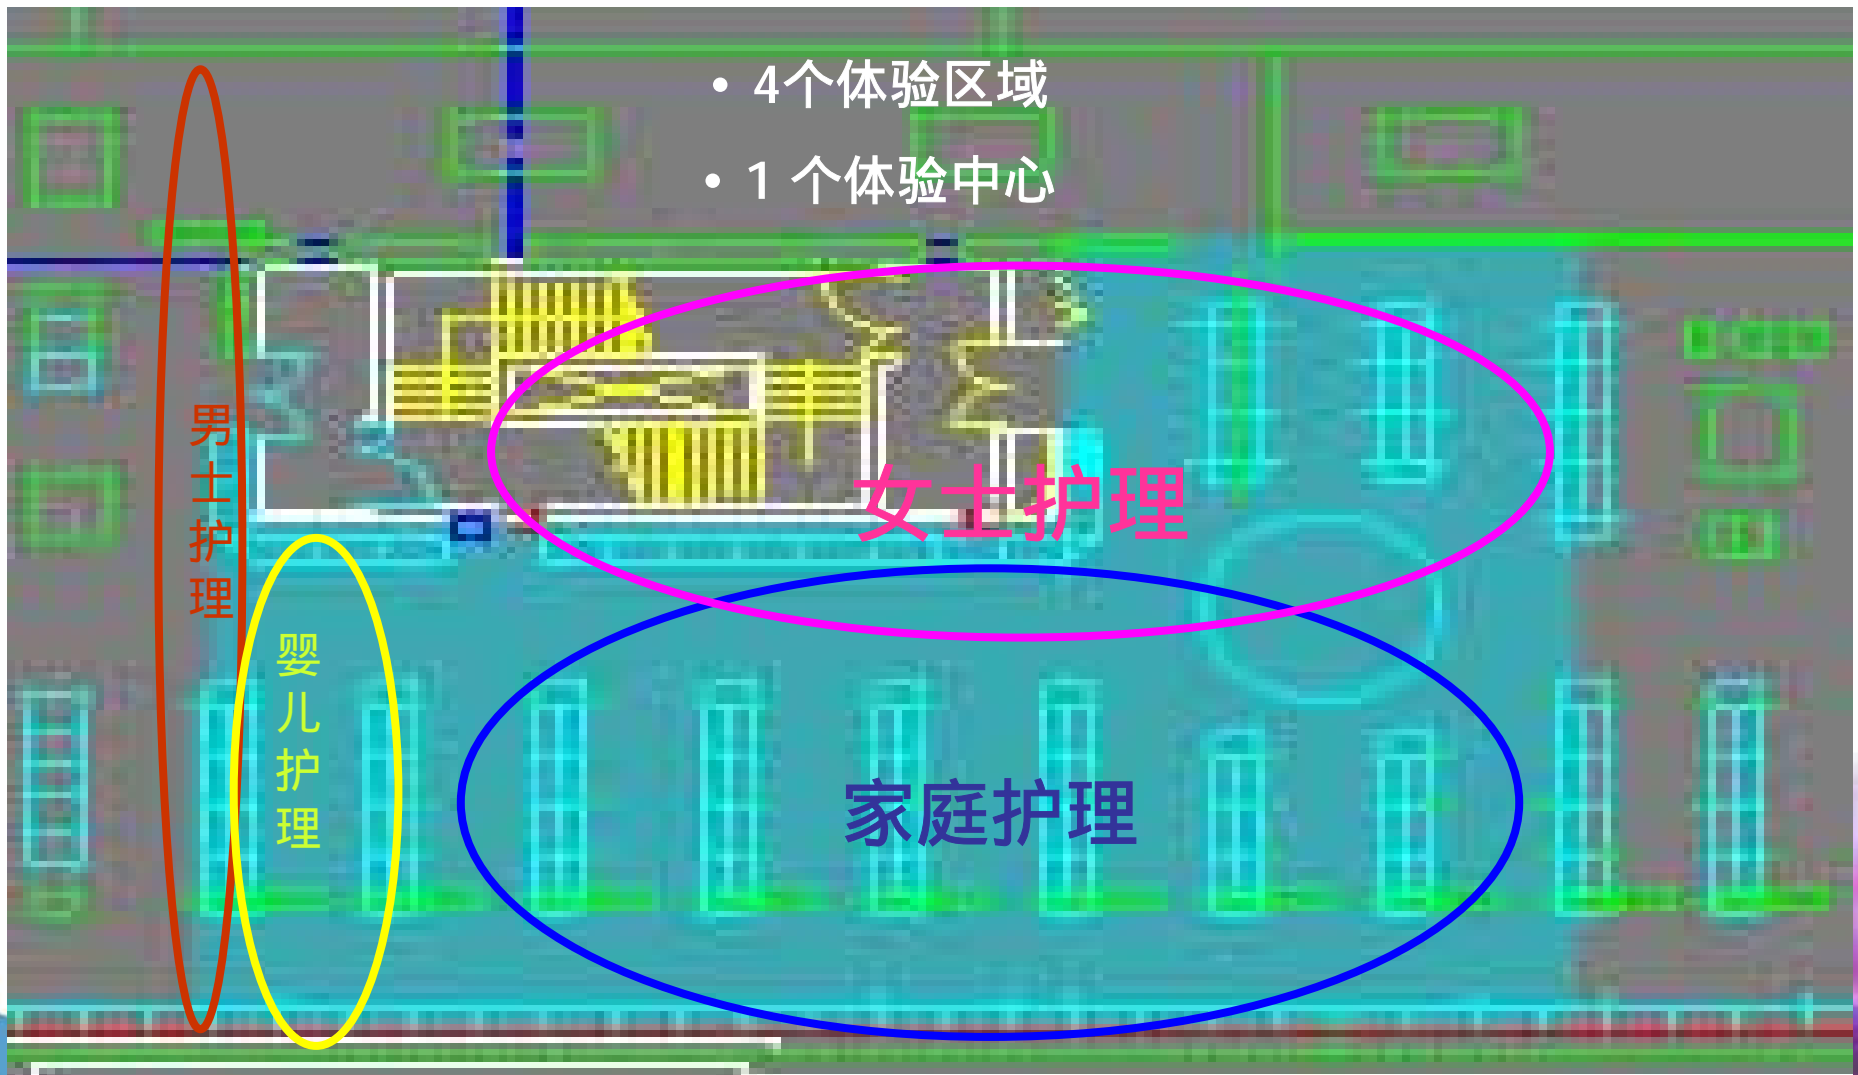 • 4个体验区域
• 1 个体验中心
男士护理
女士护理
婴儿护理
家庭护理